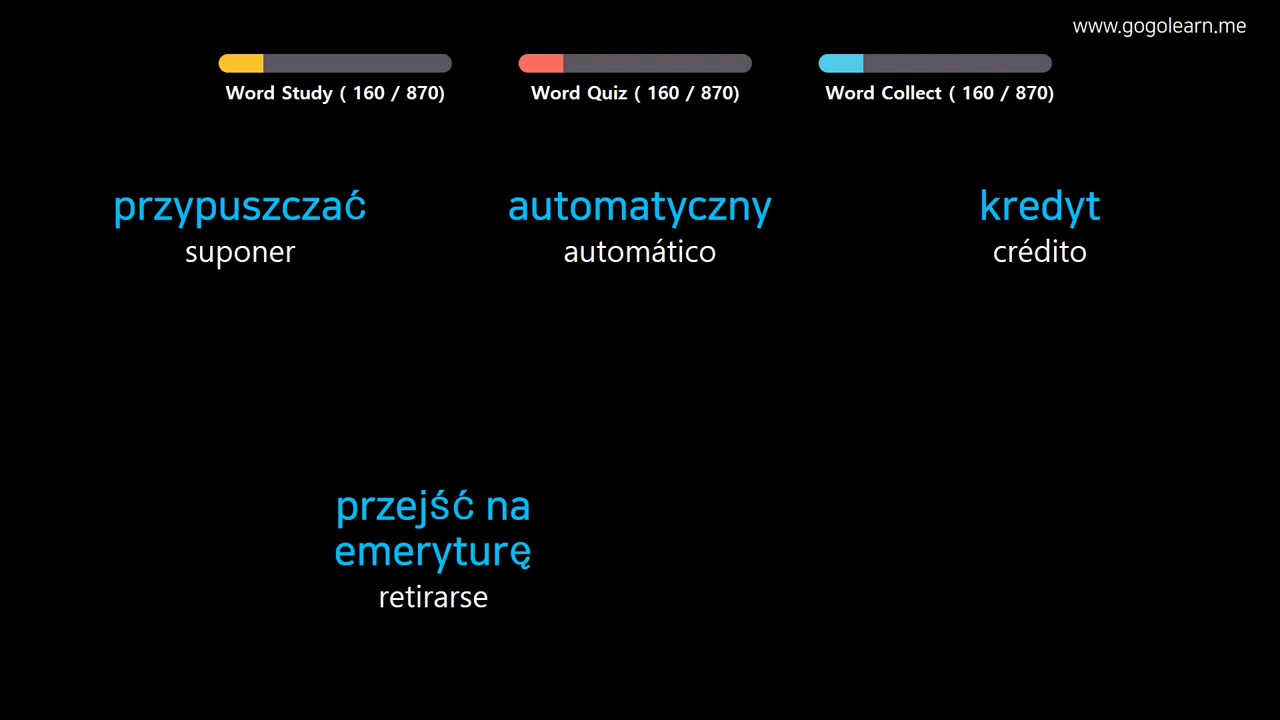 www.gogolearn.me
Word Study ( 160 / 870)
Word Quiz ( 160 / 870)
Word Collect ( 160 / 870)
przypuszczać
suponer
automatyczny
automático
kredyt
crédito
przejść na
emeryturę
retirarse